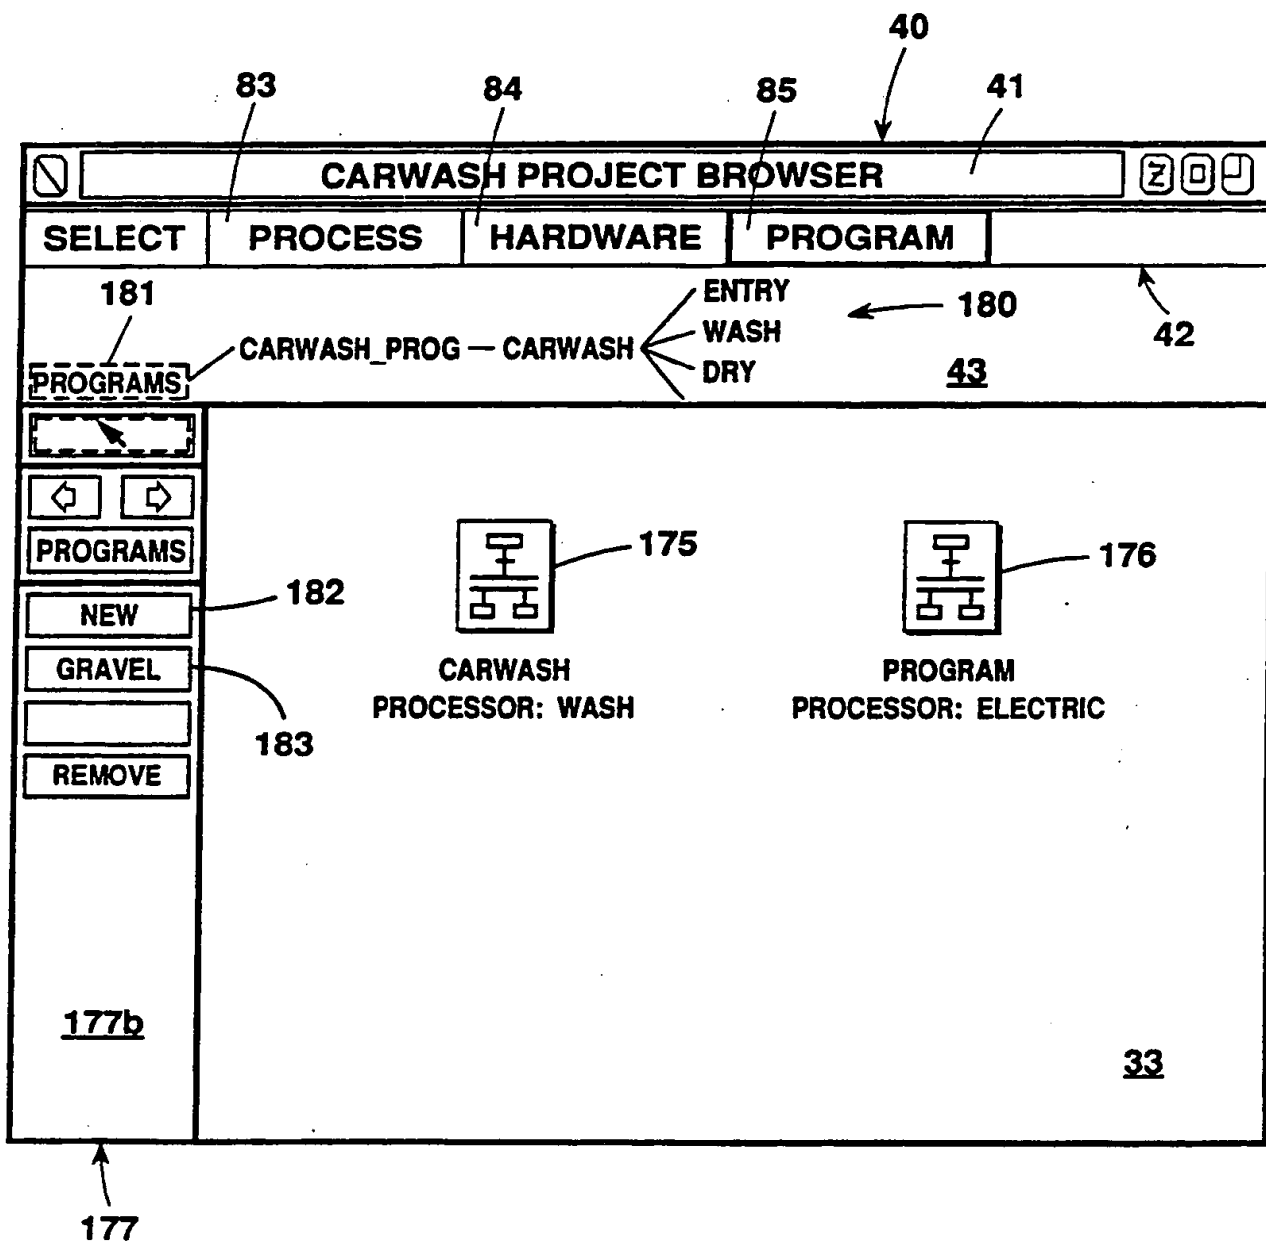 40
83
84
85
41
CARWASH PROJECT BROWSER
Z
SELECT PROCESS HARDWARE PROGRAM
181
ENTRY
180
42
CARWASH_PROG — CARWASH
WASH
PROGRAMS
DRY
43
PROGRAMS
175
176
NEW
182
GRAVEL
183
REMOVE
CARWASH
PROCESSOR: WASH
PROGRAM
PROCESSOR: ELECTRIC
177b
33
177